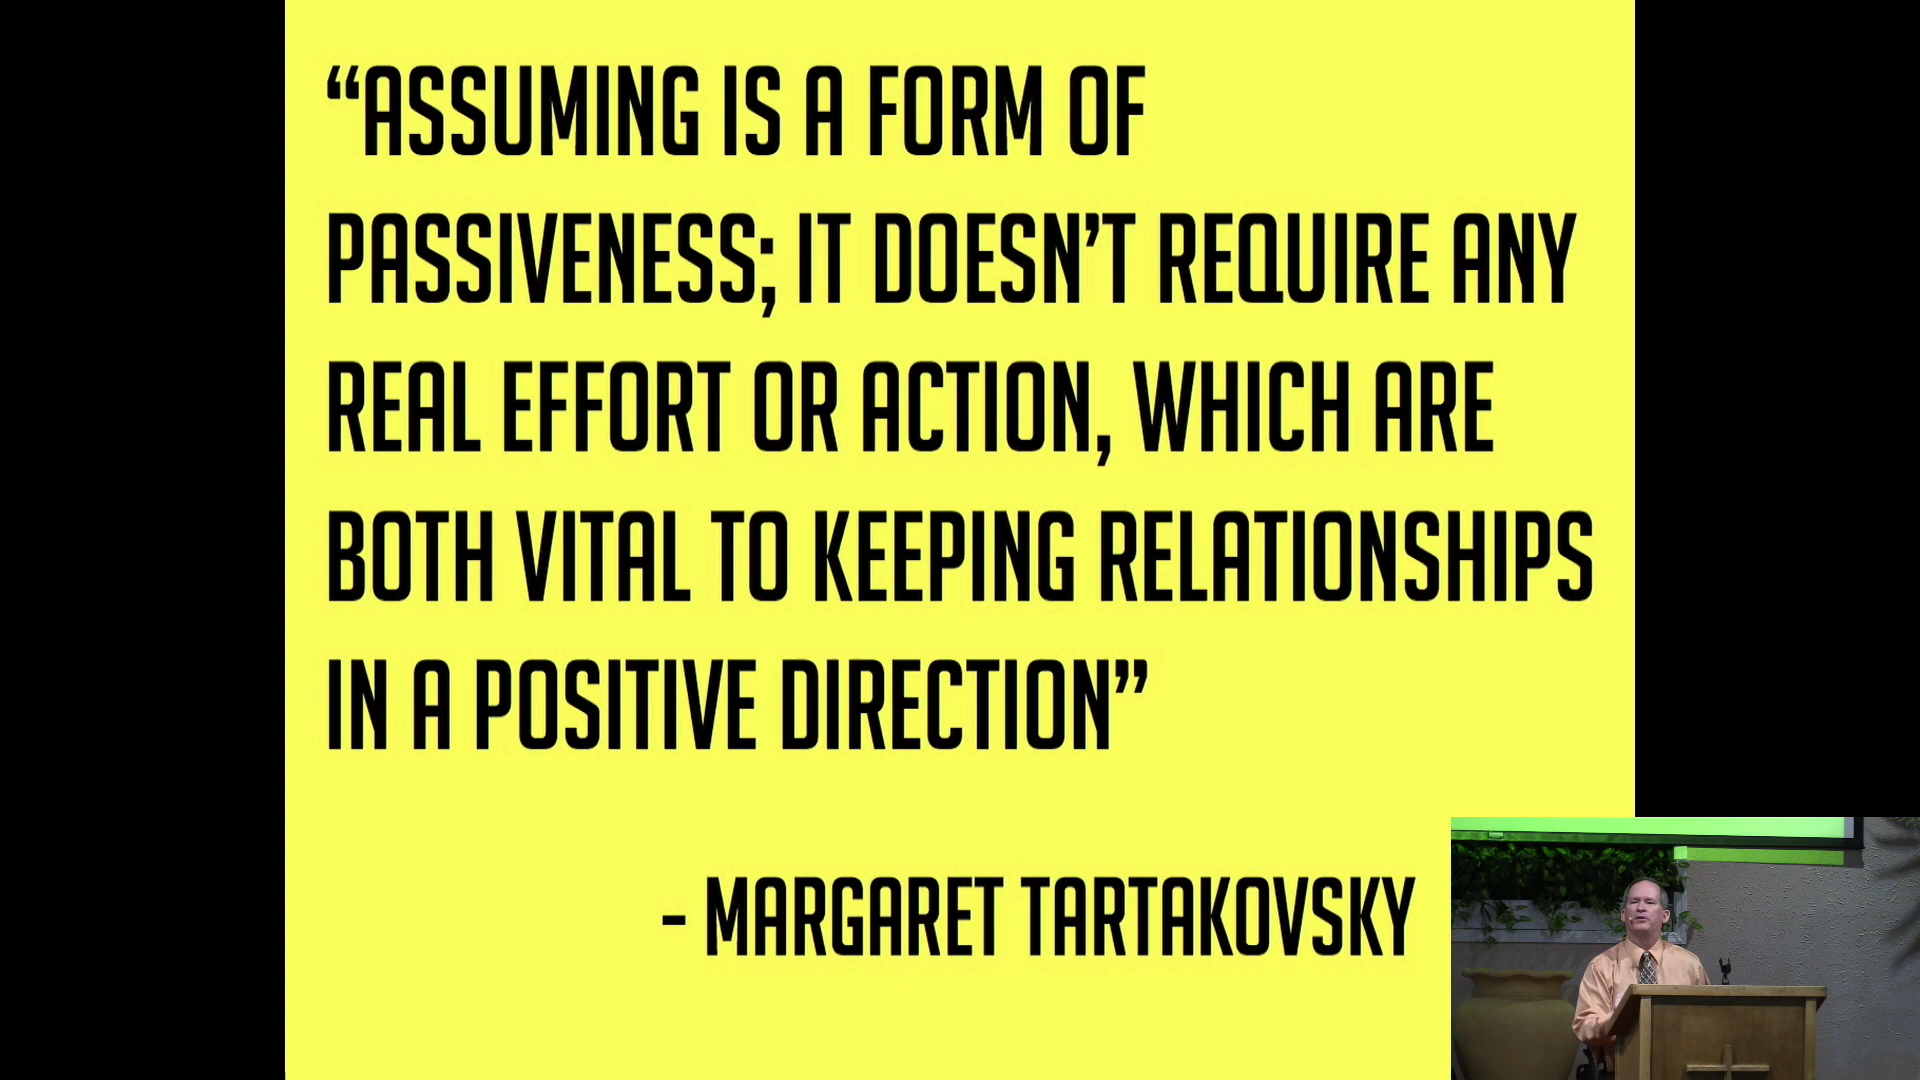 “ASSUMING IS A FORM OF
PASSIVENESS; IT DOESN’T REQUIRE ANY
REAL EFFORT OR ACTION, WHICH ARE
BOTH VITAL TO KEEPING RELATIONSHIPS
IN A POSITIVE DIRECTION”
- MARGARET TARTAKOVSKY